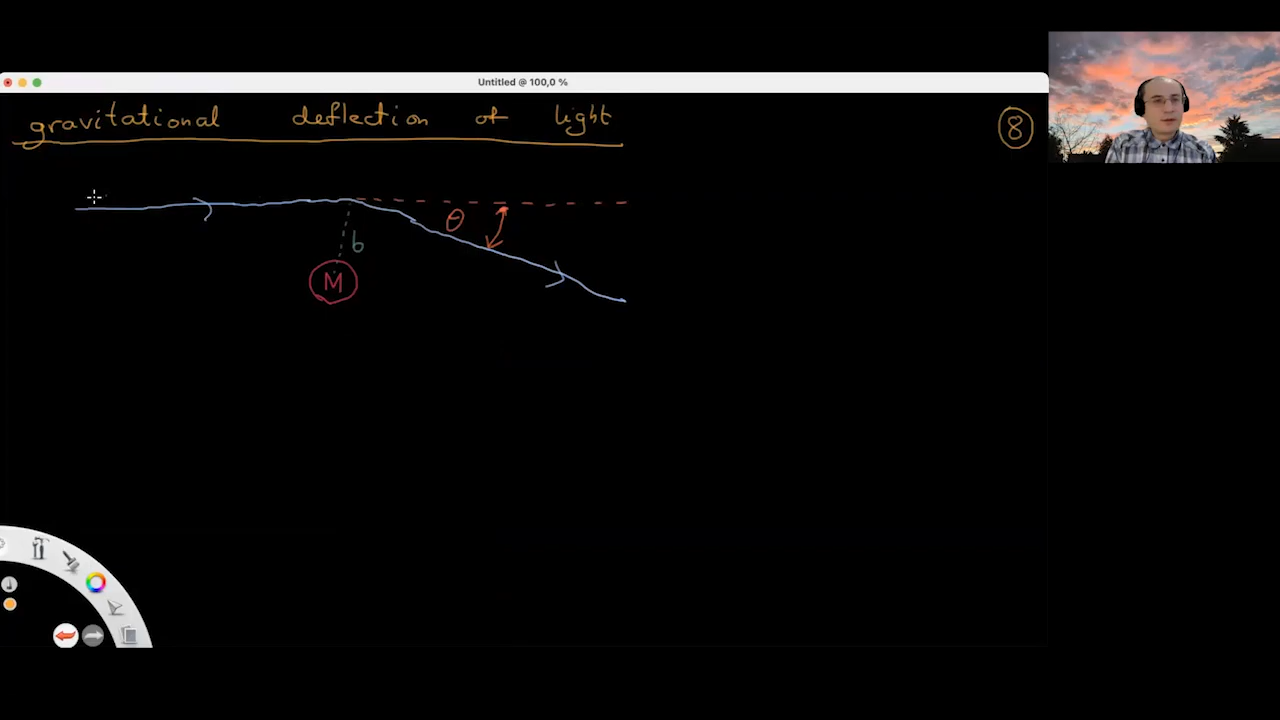 Untitled @ 100,0 %
gravitational deflection of light
8
θ
b
M